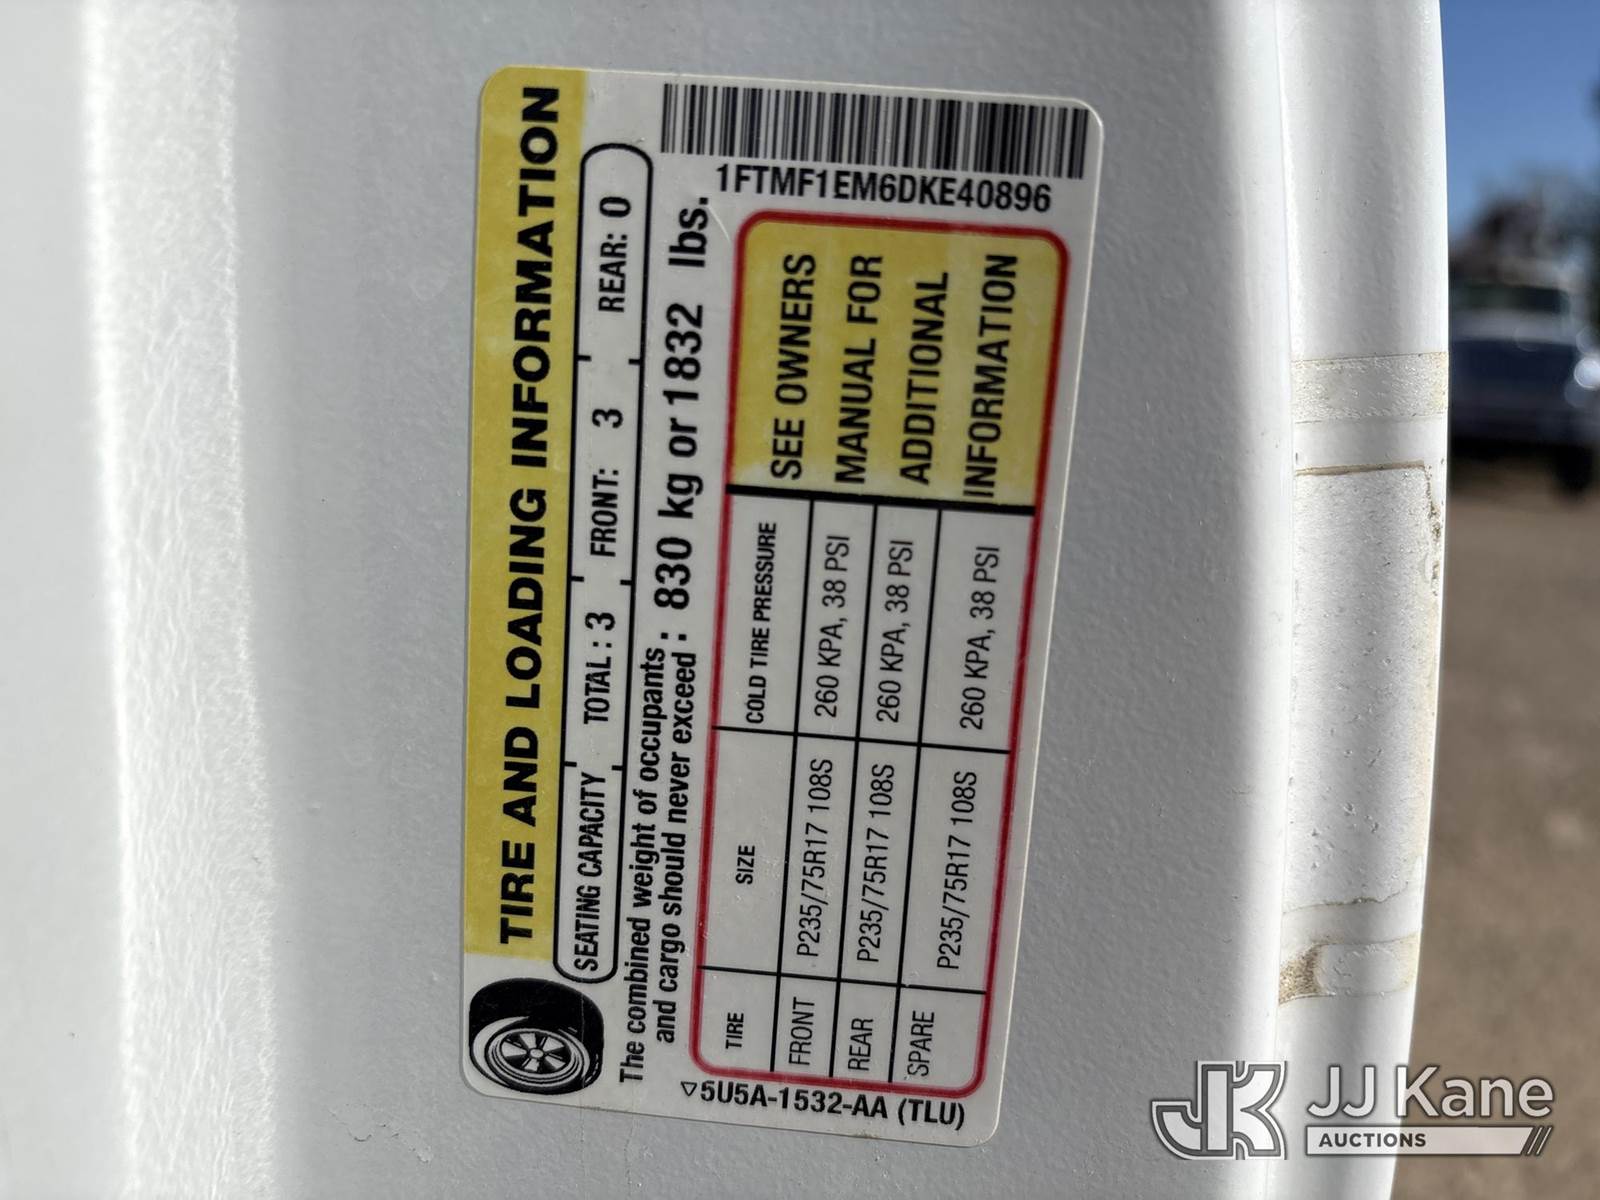 TIRE AND LOADING INFORMATION
SEATING CAPACITY TOTAL : 3 FRONT: 3 REAR: 0
The combined weight of occupants
and cargo should never exceed : 830 kg or 1832 lbs.
TIRE SIZE COLD TIRE PRESSURE
FRONT P235/75R17 108S 260 KPA, 38 PSI
REAR P235/75R17 108S 260 KPA, 38 PSI
SPARE P235/75R17 108S 260 KPA, 38 PSI
SEE OWNERS
MANUAL FOR
ADDITIONAL
INFORMATION
5U5A-1532-AA (TLU)
1FTMF1EM6DKE40896
JK JJ Kane
AUCTIONS